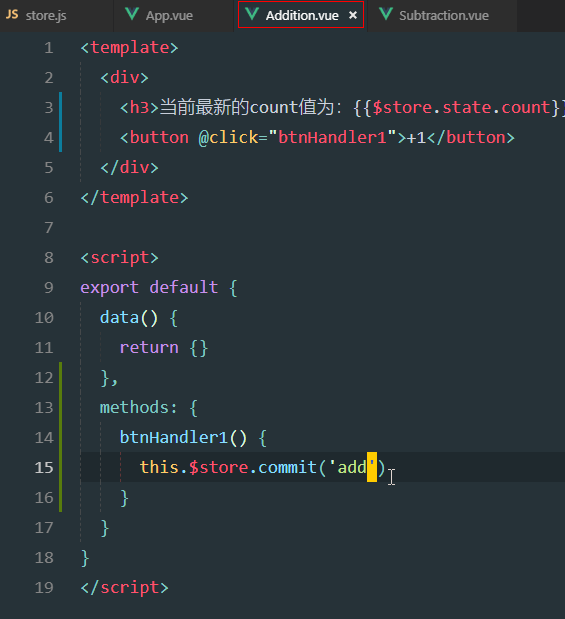 JS store.js App.vue Addition.vue × Subtraction.vue
1 <template>
2 <div>
3 <h3>当前最新的count值为：{{$store.state.count}}
4 <button @click="btnHandler1">+1</button>
5 </div>
6 </template>
7
8 <script>
9 export default {
10 data() {
11 return {}
12 },
13 methods: {
14 btnHandler1() {
15 this.$store.commit('add')
16 }
17 }
18 }
19 </script>